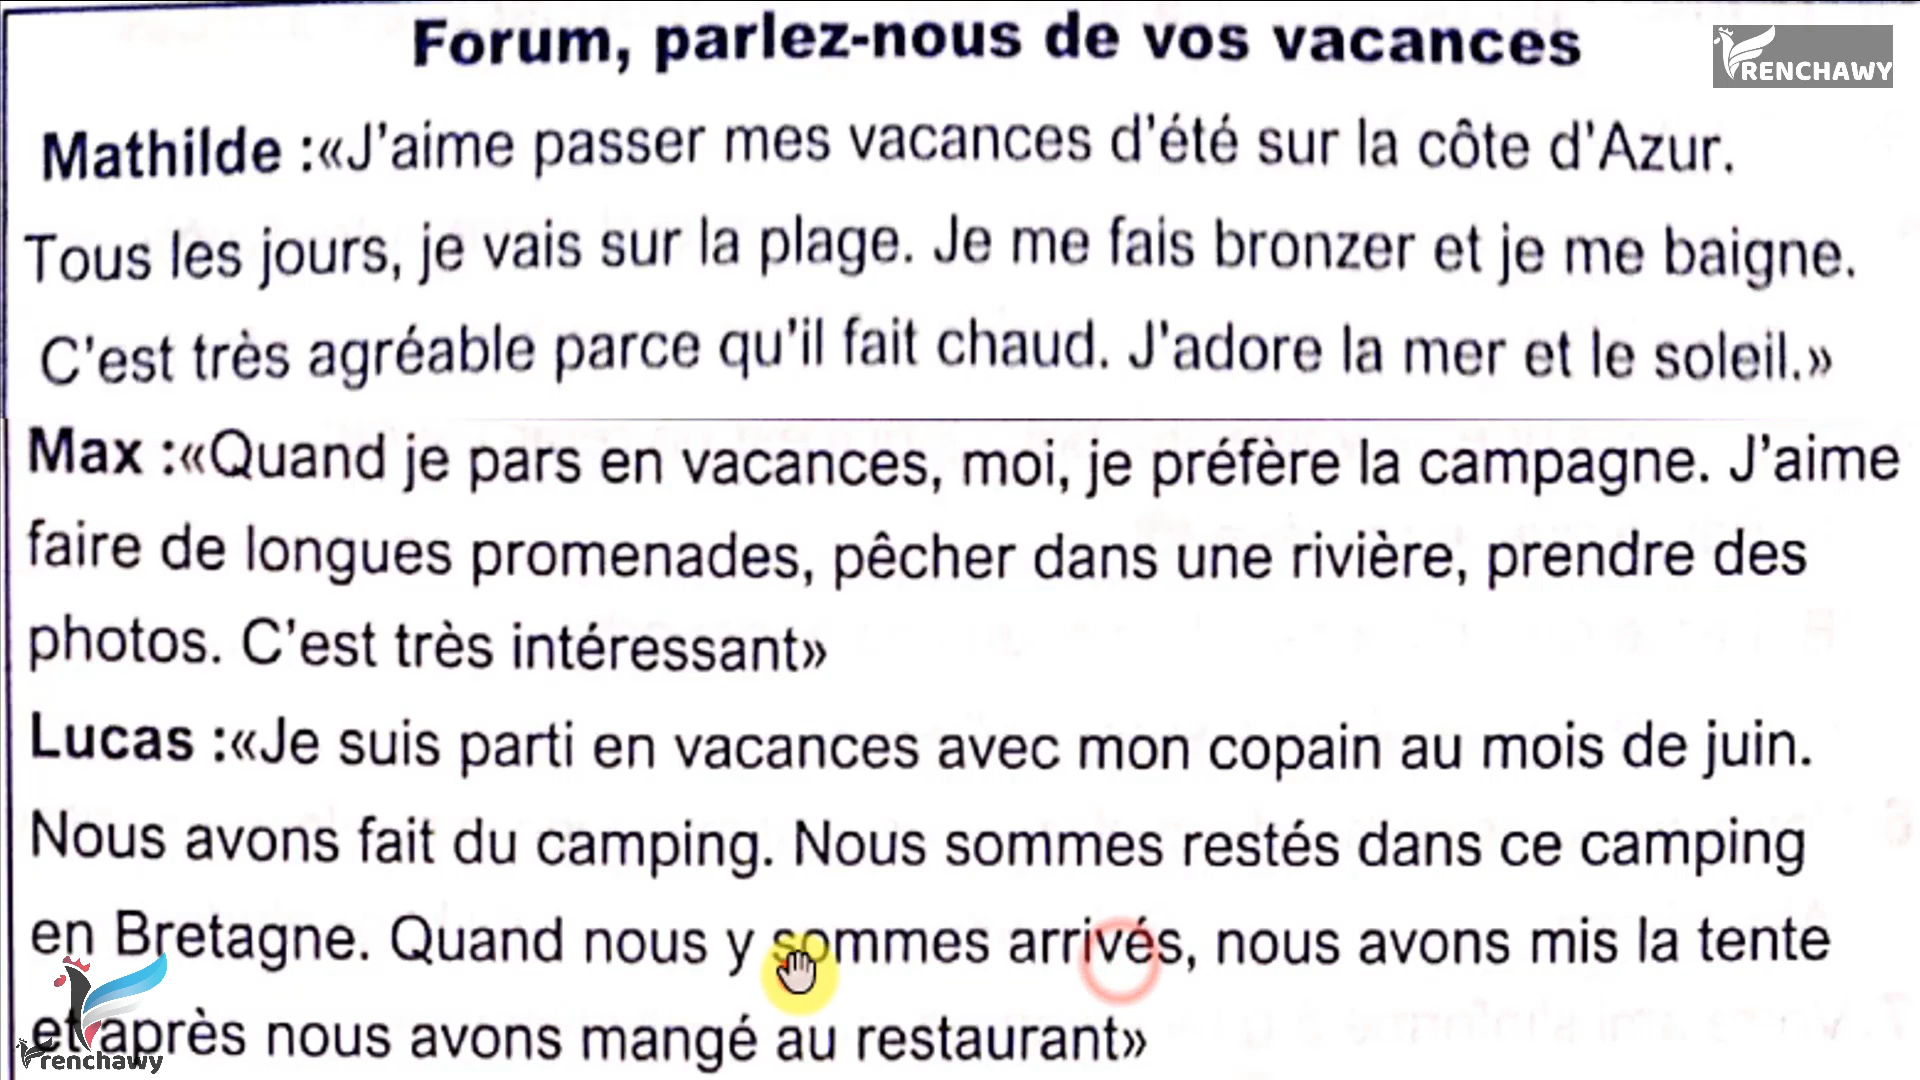 Forum, parlez-nous de vos vacances
RENCHAWY
Mathilde :«J'aime passer mes vacances d'été sur la côte d'Azur.
Tous les jours, je vais sur la plage. Je me fais bronzer et je me baigne.
C'est très agréable parce qu'il fait chaud. J'adore la mer et le soleil.»
Max :«Quand je pars en vacances, moi, je préfère la campagne. J'aime
faire de longues promenades, pêcher dans une rivière, prendre des
photos. C'est très intéressant»
Lucas :«Je suis parti en vacances avec mon copain au mois de juin.
Nous avons fait du camping. Nous sommes restés dans ce camping
en Bretagne. Quand nous y sommes arrivés, nous avons mis la tente
et après nous avons mangé au restaurant»
renchawy